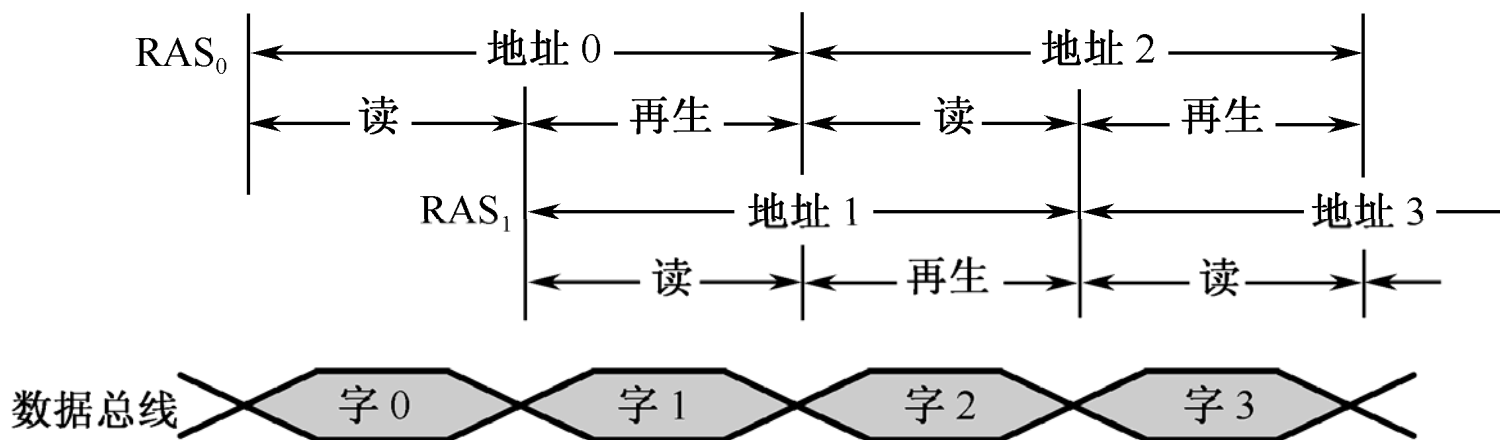 RAS₀ 地址 0 地址 2
读 再生 读 再生
RAS₁ 地址 1 地址 3
读 再生 读
数据总线 字 0 字 1 字 2 字 3